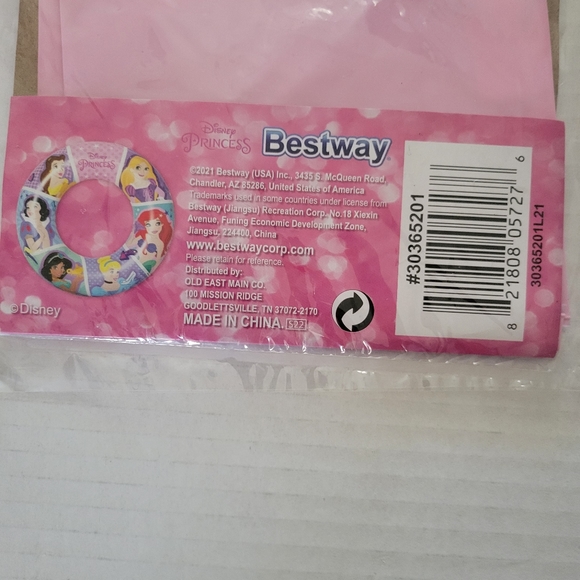 Disney
PRINCESS
Bestway
©2021 Bestway (USA) Inc., 3435 S. McQueen Road,
Chandler, AZ 85286, United States of America
Trademarks used in some countries under license from
Bestway (Jiangsu) Recreation Corp. No.18 Xiexin
Avenue, Funing Economic Development Zone,
Jiangsu, 224400, China
www.bestwaycorp.com
Please retain for reference.
Distributed by:
OLD EAST MAIN CO.
100 MISSION RIDGE
GOODLETTSVILLE, TN 37072-2170
MADE IN CHINA. S22
Disney
PRINCESS
©Disney
#30365201
8 21808 05727 6
30365201L21